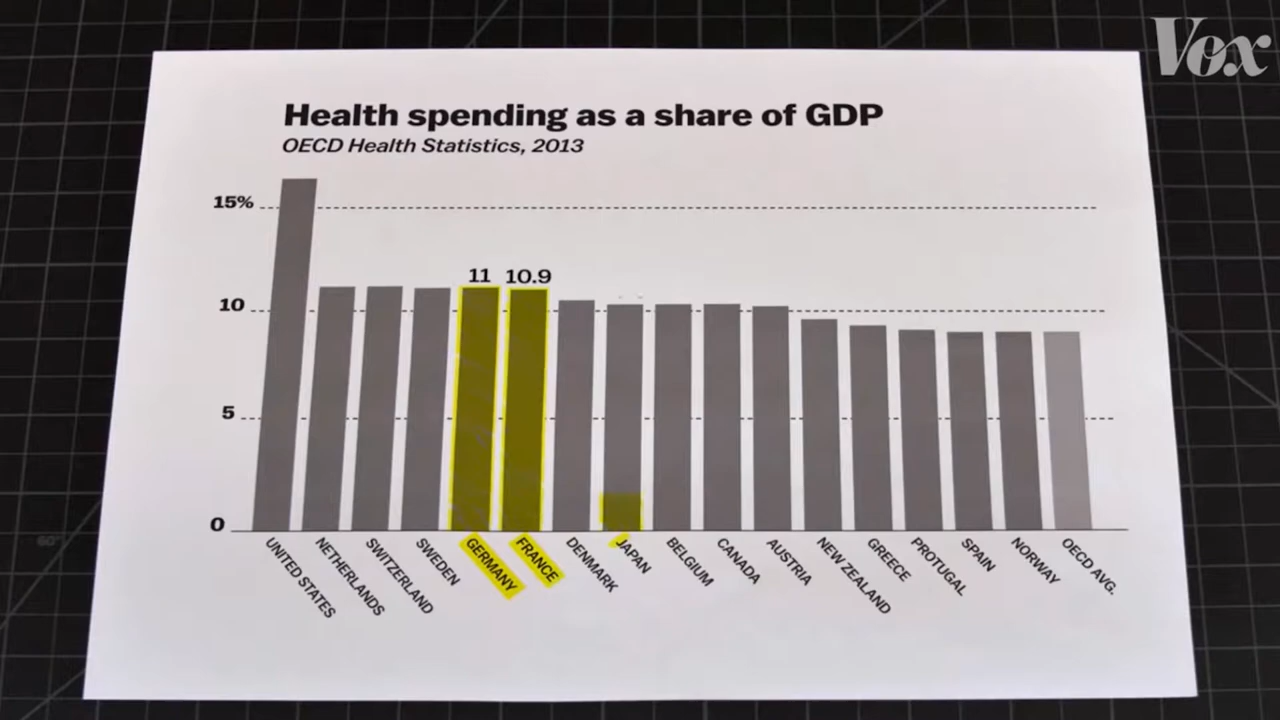 Vox
Health spending as a share of GDP
OECD Health Statistics, 2013
15%
10
5
0
11
10.9
UNITED STATES
NETHERLANDS
SWITZERLAND
SWEDEN
GERMANY
FRANCE
DENMARK
JAPAN
BELGIUM
CANADA
AUSTRIA
NEW ZEALAND
GREECE
PROTUGAL
SPAIN
NORWAY
OECD AVG.
60°